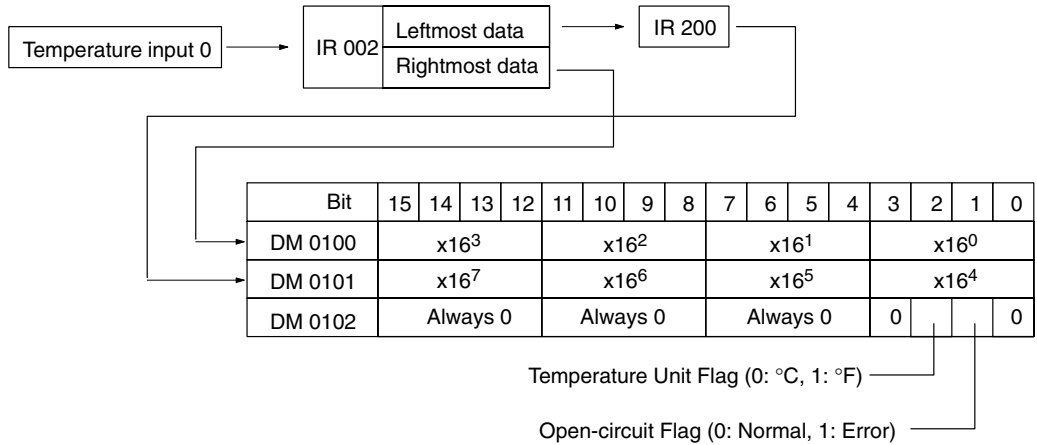 Temperature input 0
IR 002
Leftmost data
Rightmost data
IR 200
Bit 15 14 13 12 11 10 9 8 7 6 5 4 3 2 1 0
DM 0100 x16³ x16² x16¹ x16⁰
DM 0101 x16⁷ x16⁶ x16⁵ x16⁴
DM 0102 Always 0 Always 0 Always 0 0 0
Temperature Unit Flag (0: °C, 1: °F)
Open-circuit Flag (0: Normal, 1: Error)